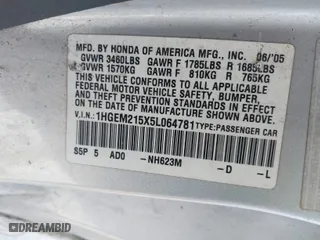 MFD. BY HONDA OF AMERICA MFG., INC. 06/'05
GVWR 3460LBS GAWR F 1785LBS R 1685LBS
GVWR 1570KG GAWR F 810KG R 765KG
THIS VEHICLE CONFORMS TO ALL APPLICABLE
FEDERAL MOTOR VEHICLE SAFETY, BUMPER,
AND THEFT PREVENTION STANDARDS IN EFFECT
ON THE DATE OF MANUFACTURE SHOWN ABOVE.
V.I.N.: 1HGEM215X5L064781 TYPE: PASSENGER CAR
S5P 5 AD0 -NH623M -D -L
© DREAMBID.COM